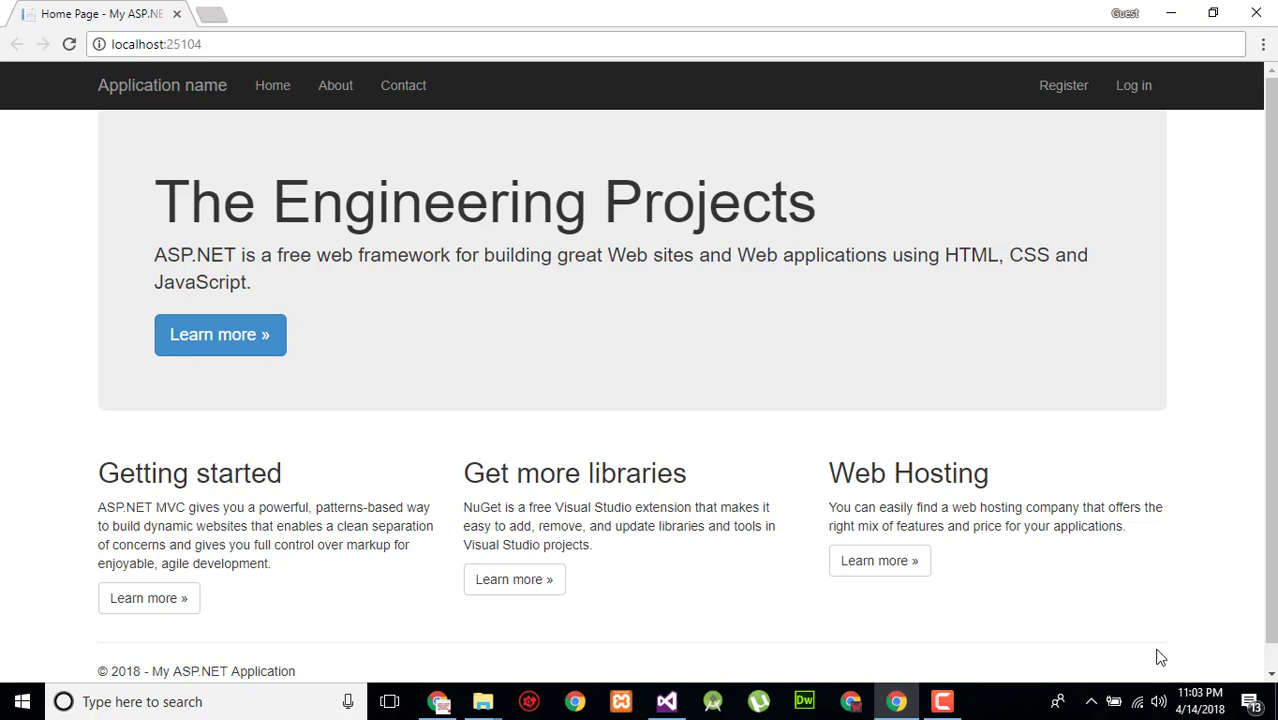 Home Page - My ASP.NE
Guest
localhost:25104
Application name Home About Contact Register Log in
The Engineering Projects
ASP.NET is a free web framework for building great Web sites and Web applications using HTML, CSS and
JavaScript.
Learn more »
Getting started
ASP.NET MVC gives you a powerful, patterns-based way
to build dynamic websites that enables a clean separation
of concerns and gives you full control over markup for
enjoyable, agile development.
Learn more »
Get more libraries
NuGet is a free Visual Studio extension that makes it
easy to add, remove, and update libraries and tools in
Visual Studio projects.
Learn more »
Web Hosting
You can easily find a web hosting company that offers the
right mix of features and price for your applications.
Learn more »
© 2018 - My ASP.NET Application
Type here to search
Dw
11:03 PM
4/14/2018
13